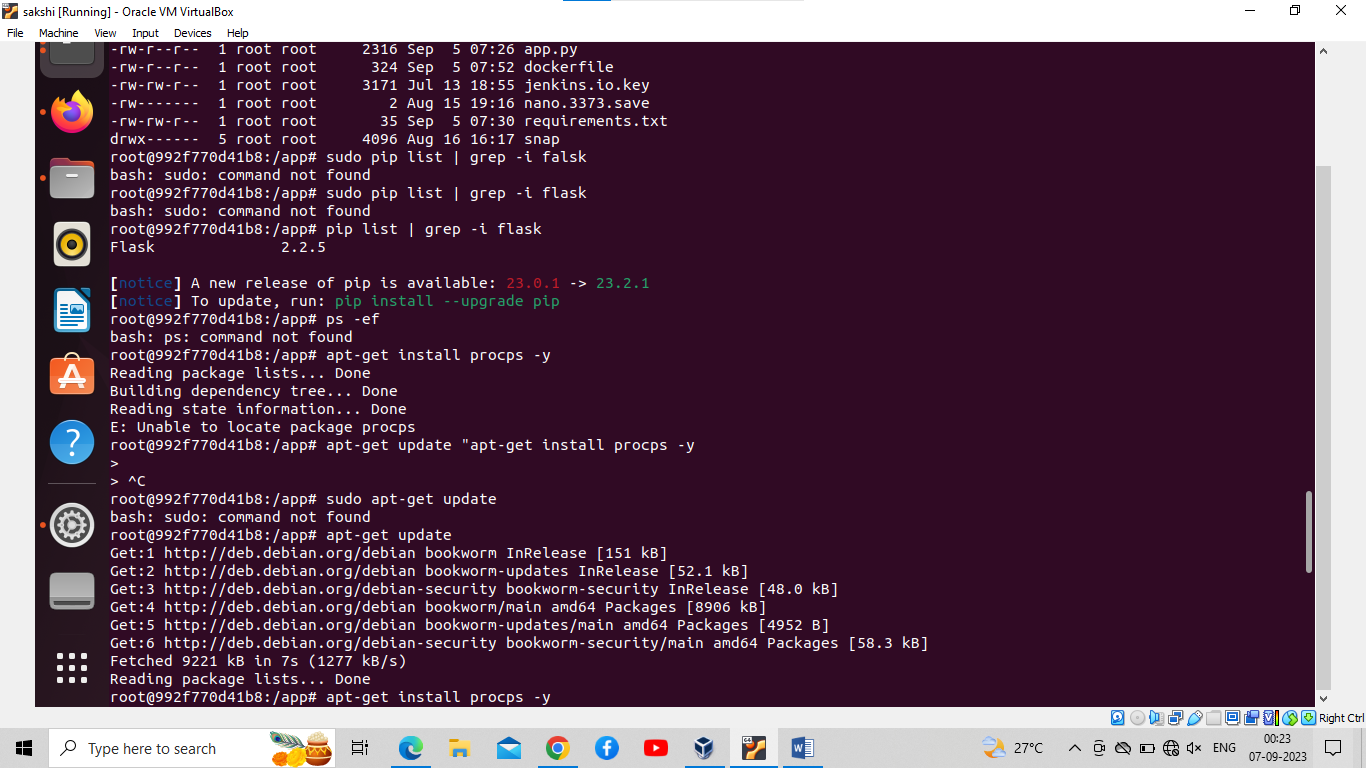 sakshi [Running] - Oracle VM VirtualBox
File Machine View Input Devices Help
-rw-r--r-- 1 root root 2316 Sep 5 07:26 app.py
-rw-r--r-- 1 root root 324 Sep 5 07:52 dockerfile
-rw-rw-r-- 1 root root 3171 Jul 13 18:55 jenkins.io.key
-rw------- 1 root root 2 Aug 15 19:16 nano.3373.save
-rw-rw-r-- 1 root root 35 Sep 5 07:30 requirements.txt
drwx------ 5 root root 4096 Aug 16 16:17 snap
root@992f770d41b8:/app# sudo pip list | grep -i falsk
bash: sudo: command not found
root@992f770d41b8:/app# sudo pip list | grep -i flask
bash: sudo: command not found
root@992f770d41b8:/app# pip list | grep -i flask
Flask 2.2.5
[notice] A new release of pip is available: 23.0.1 -> 23.2.1
[notice] To update, run: pip install --upgrade pip
root@992f770d41b8:/app# ps -ef
bash: ps: command not found
root@992f770d41b8:/app# apt-get install procps -y
Reading package lists... Done
Building dependency tree... Done
Reading state information... Done
E: Unable to locate package procps
root@992f770d41b8:/app# apt-get update "apt-get install procps -y
>
> ^C
root@992f770d41b8:/app# sudo apt-get update
bash: sudo: command not found
root@992f770d41b8:/app# apt-get update
Get:1 http://deb.debian.org/debian bookworm InRelease [151 kB]
Get:2 http://deb.debian.org/debian bookworm-updates InRelease [52.1 kB]
Get:3 http://deb.debian.org/debian-security bookworm-security InRelease [48.0 kB]
Get:4 http://deb.debian.org/debian bookworm/main amd64 Packages [8906 kB]
Get:5 http://deb.debian.org/debian bookworm-updates/main amd64 Packages [4952 B]
Get:6 http://deb.debian.org/debian-security bookworm-security/main amd64 Packages [58.3 kB]
Fetched 9221 kB in 7s (1277 kB/s)
Reading package lists... Done
root@992f770d41b8:/app# apt-get install procps -y
Right Ctrl
Type here to search
27°C
ENG
00:23
07-09-2023